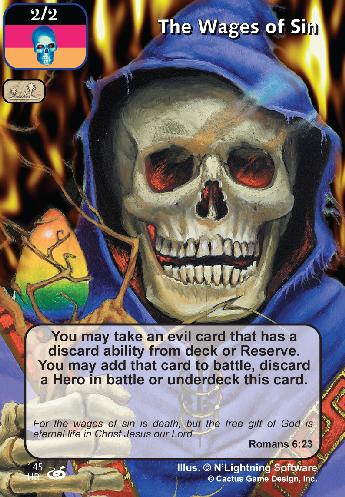 2/2
The Wages of Sin
You may take an evil card that has a
discard ability from deck or Reserve.
You may add that card to battle, discard
a Hero in battle or underdeck this card.
For the wages of sin is death, but the free gift of God is
eternal life in Christ Jesus our Lord
Romans 6:23
45
Illus. © N'Lightning Software
© Cactus Game Design, Inc.